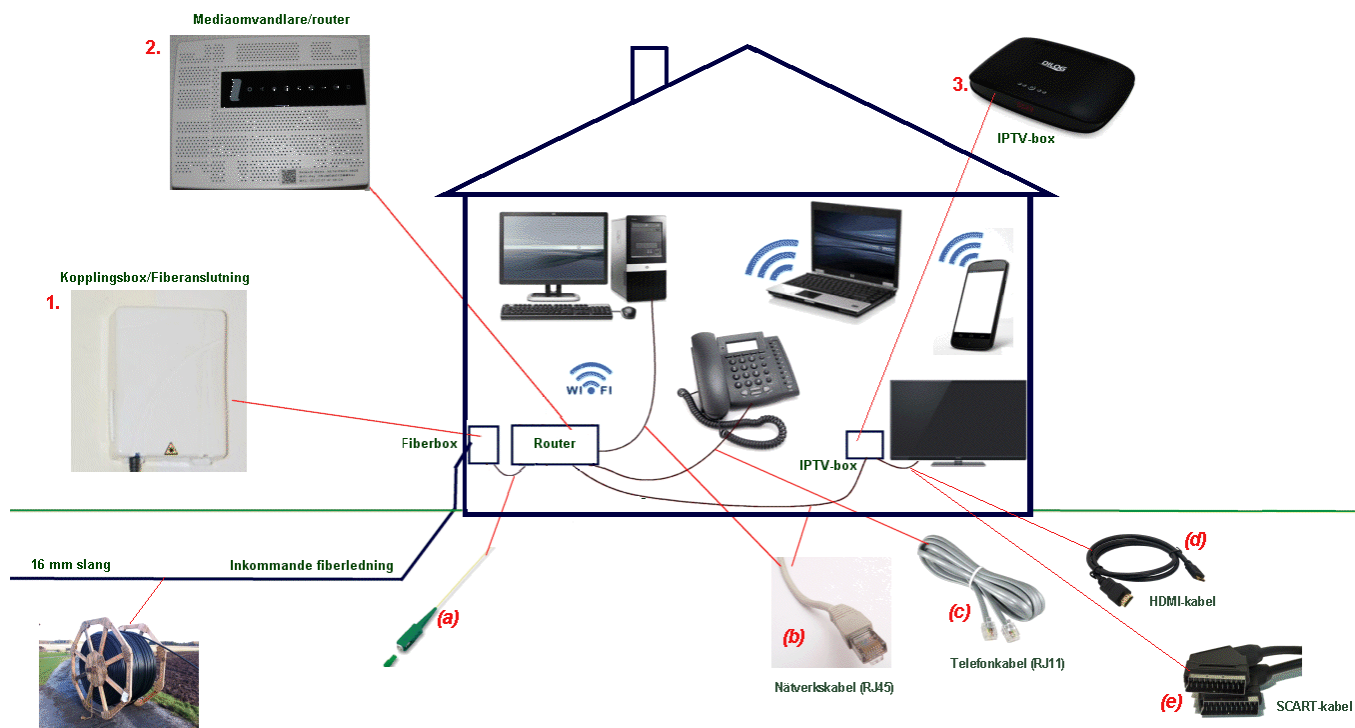 Mediaomvandlare/router
2.
3.
DILOG
IPTV-box
Kopplingsbox/Fiberanslutning
1.
WI FI
Fiberbox
Router
IPTV-box
16 mm slang
Inkommande fiberledning
(a)
(b)
Nätverkskabel (RJ45)
(c)
Telefonkabel (RJ11)
(d)
HDMI-kabel
(e)
SCART-kabel